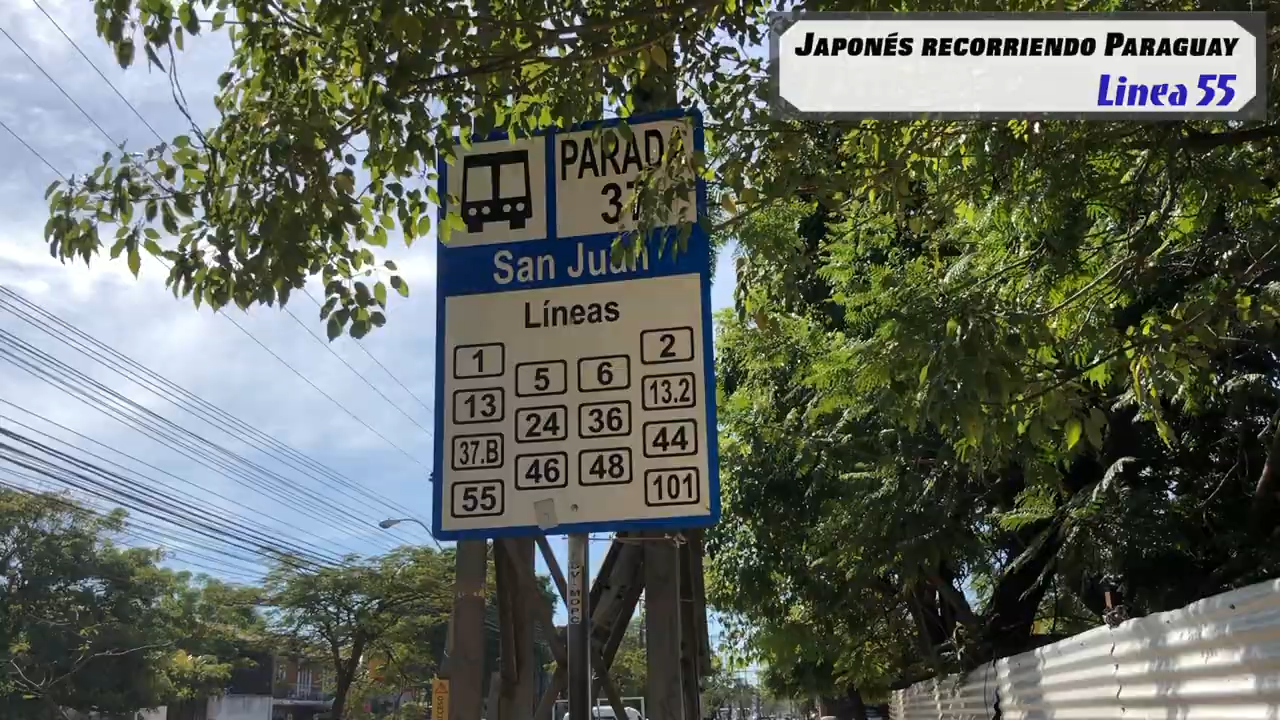 Japonés recorriendo Paraguay
Linea 55
PARADA
37
San Juan
Líneas
1 5 6 2
13 24 36 13.2
37.B 46 48 44
55 101